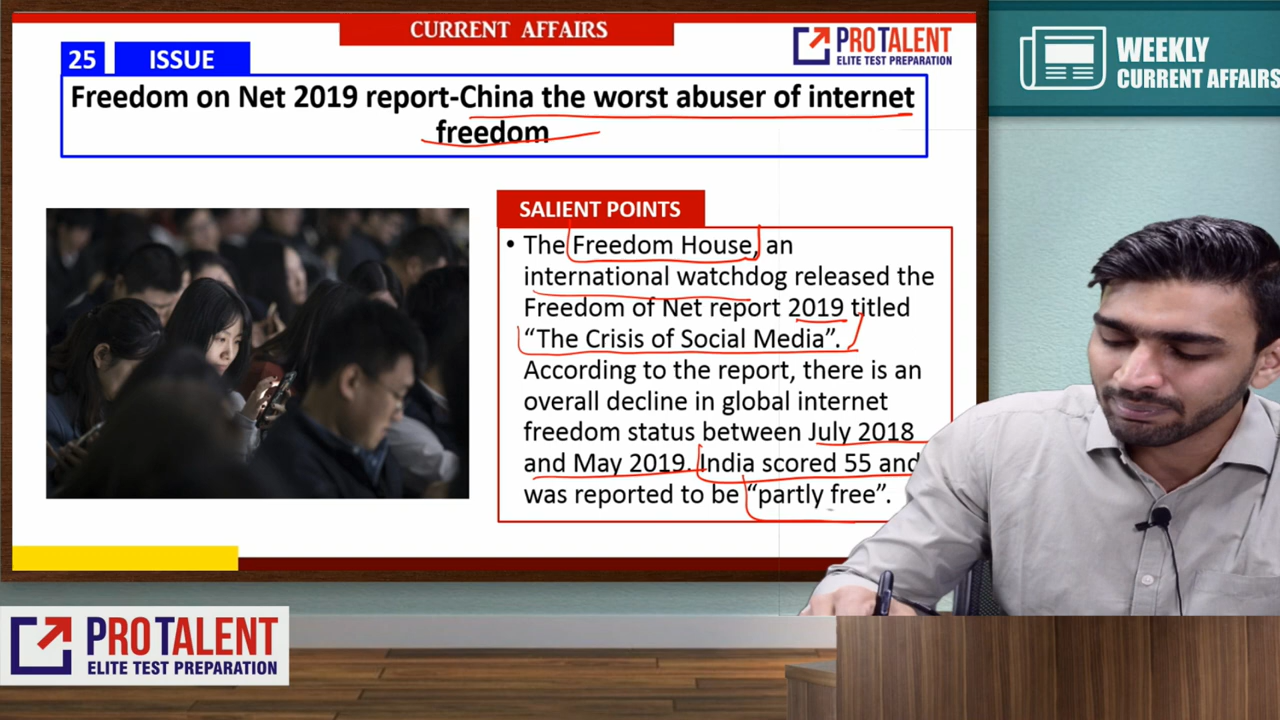 CURRENT AFFAIRS
PROTALENT
ELITE TEST PREPARATION
WEEKLY
CURRENT AFFAIRS
25
ISSUE
Freedom on Net 2019 report-China the worst abuser of internet
freedom
SALIENT POINTS
• The Freedom House, an
international watchdog released the
Freedom of Net report 2019 titled
“The Crisis of Social Media”.
According to the report, there is an
overall decline in global internet
freedom status between July 2018
and May 2019. India scored 55 and
was reported to be “partly free”.
PROTALENT
ELITE TEST PREPARATION